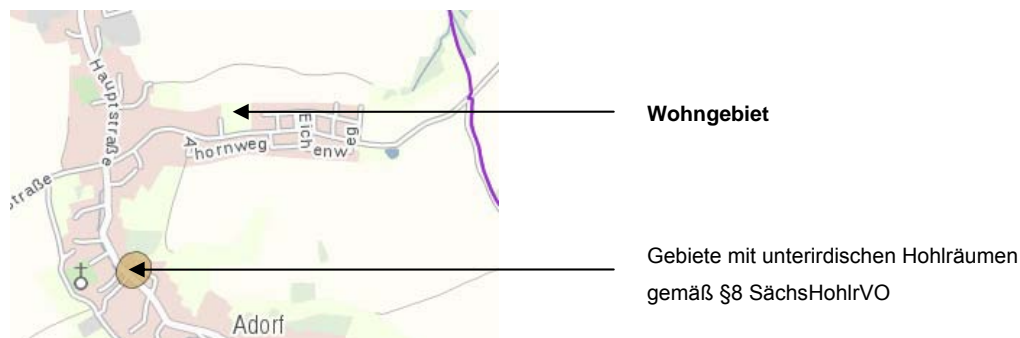 Hauptstraße
Wohngebiet
Eichenweg
Ahornweg
straße
Gebiete mit unterirdischen Hohlräumen
gemäß §8 SächsHohlrVO
Adorf